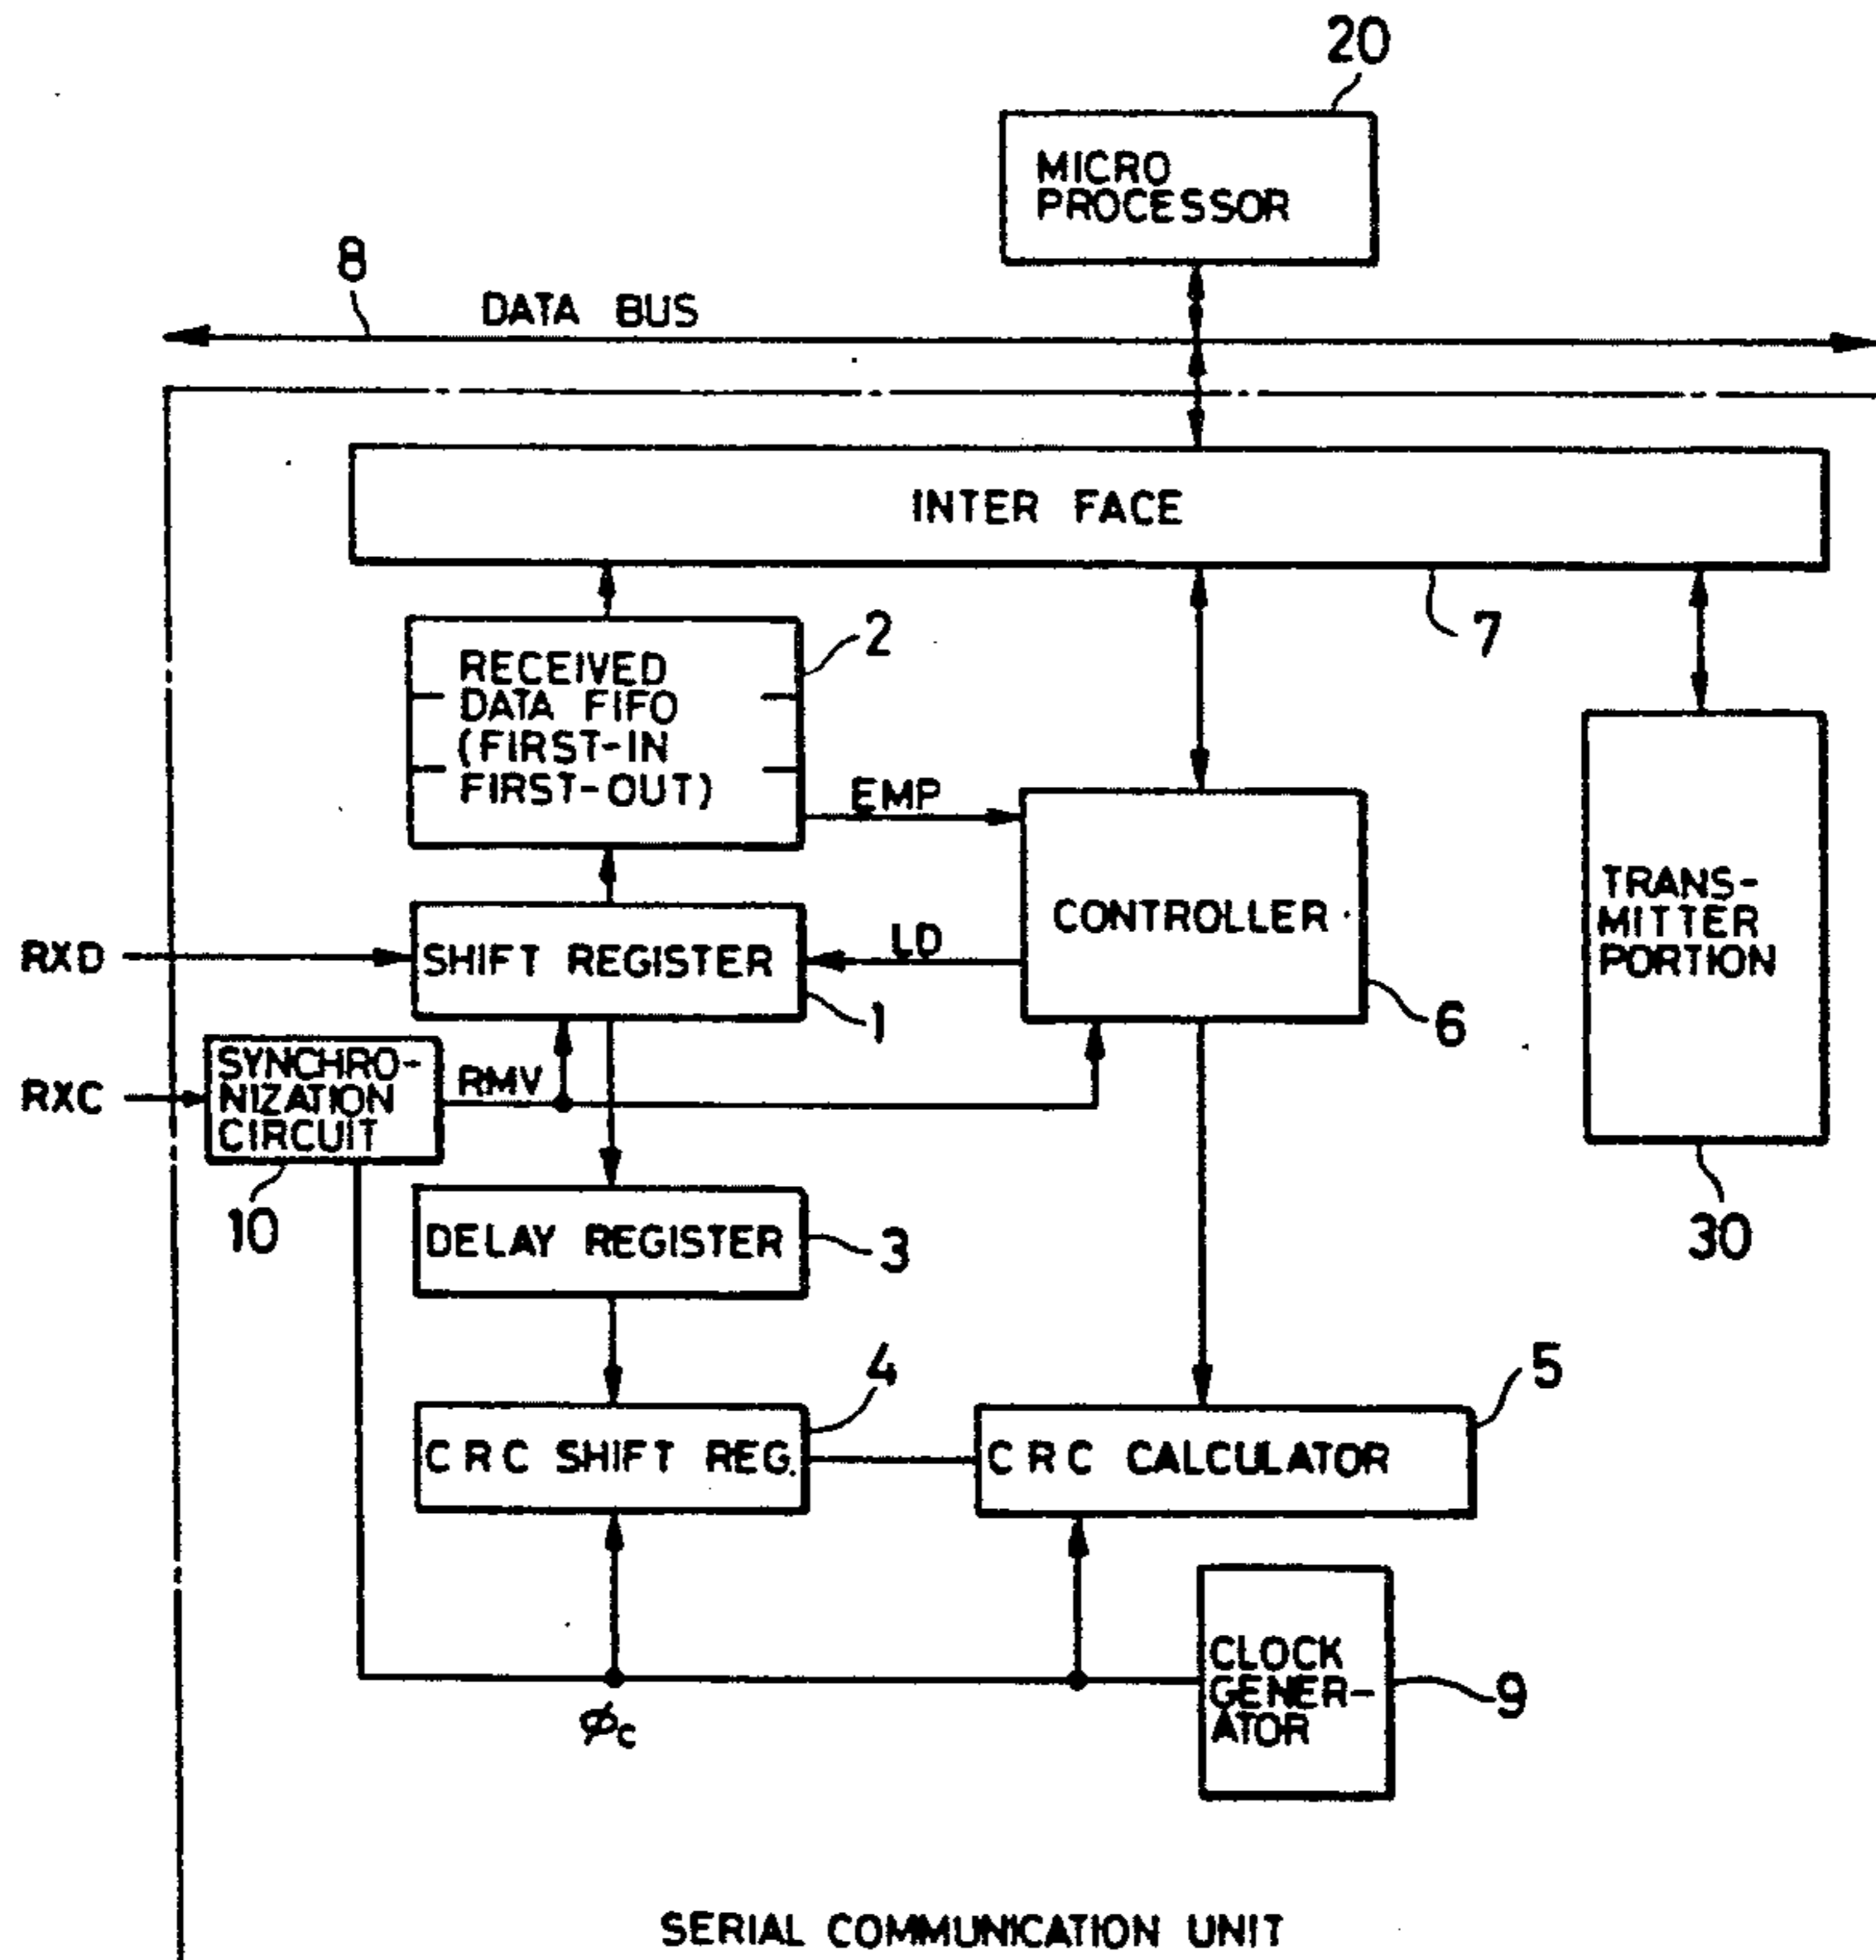 20
MICRO
PROCESSOR
8
DATA BUS
INTER FACE
7
2
RECEIVED
DATA FIFO
(FIRST-IN
FIRST-OUT)
EMP
CONTROLLER
6
TRANS-
MITTER
PORTION
30
RXD
SHIFT REGISTER
LD
1
RXC
SYNCHRO-
NIZATION
CIRCUIT
RMV
10
DELAY REGISTER
3
4
CRC SHIFT REG.
5
CRC CALCULATOR
CLOCK
GENER-
ATOR
9
φc
SERIAL COMMUNICATION UNIT